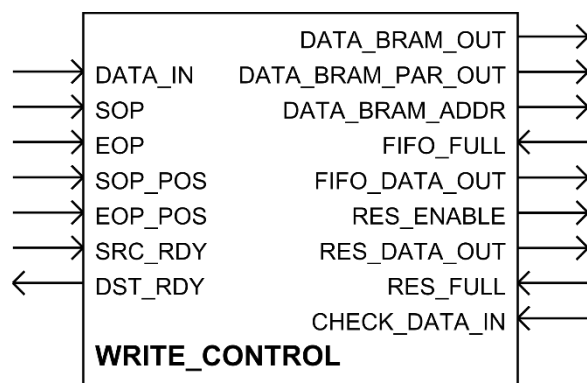 DATA_BRAM_OUT
DATA_IN DATA_BRAM_PAR_OUT
SOP DATA_BRAM_ADDR
EOP FIFO_FULL
SOP_POS FIFO_DATA_OUT
EOP_POS RES_ENABLE
SRC_RDY RES_DATA_OUT
DST_RDY RES_FULL
CHECK_DATA_IN
WRITE_CONTROL